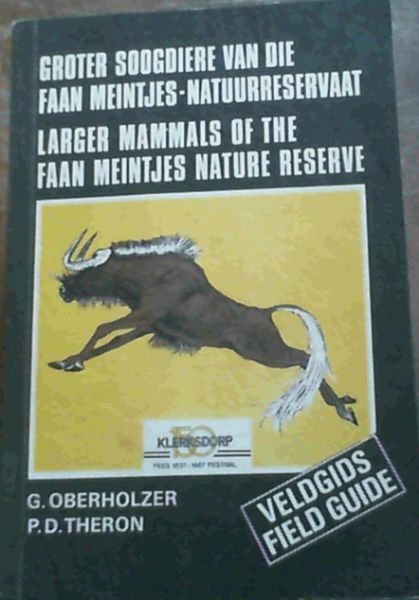 GROTER SOOGDIERE VAN DIE
FAAN MEINTJES-NATUURRESERVAAT
LARGER MAMMALS OF THE
FAAN MEINTJES NATURE RESERVE
150
KLERKSDORP
FEES 1837-1987 FESTIVAL
G. OBERHOLZER
P.D. THERON
VELDGIDS
FIELD GUIDE